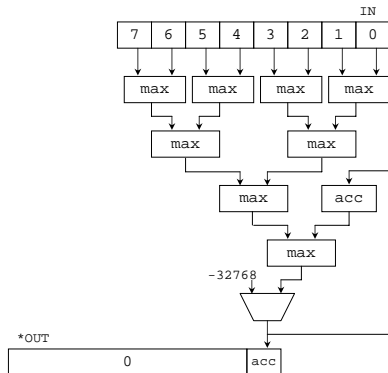 IN
7 6 5 4 3 2 1 0
max max max max
max max
max acc
max
-32768
*OUT
0 acc